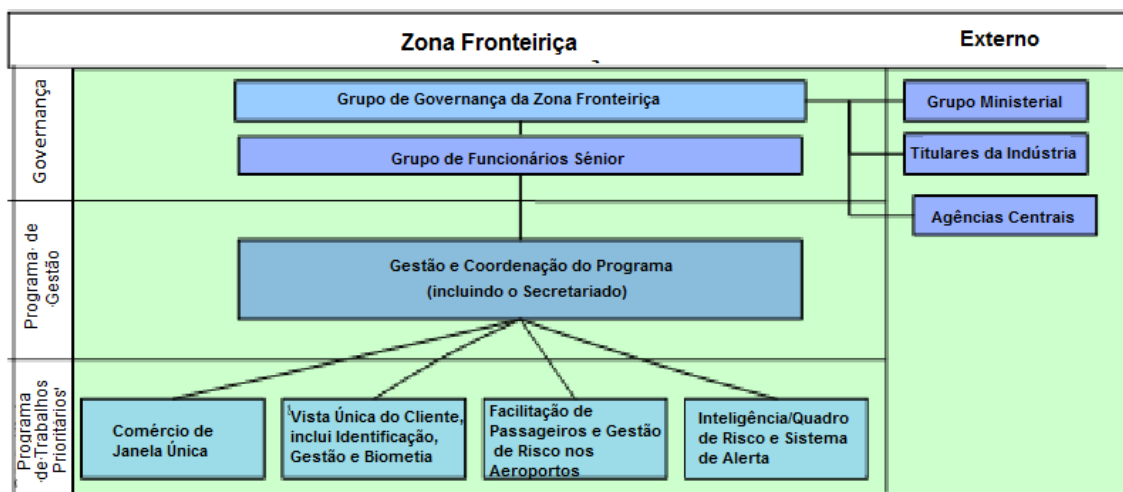 Zona Fronteiriça
Externo
Governança
Grupo de Governança da Zona Fronteiriça
Grupo de Funcionários Sénior
Grupo Ministerial
Titulares da Indústria
Agências Centrais
Programa de
Gestão
Gestão e Coordenação do Programa
(incluindo o Secretariado)
Programa
de Trabalhos
Prioritários
Comércio de
Janela Única
Vista Única do Cliente,
inclui Identificação,
Gestão e Biometia
Facilitação de
Passageiros e Gestão
de Risco nos
Aeroportos
Inteligência/Quadro
de Risco e Sistema
de Alerta